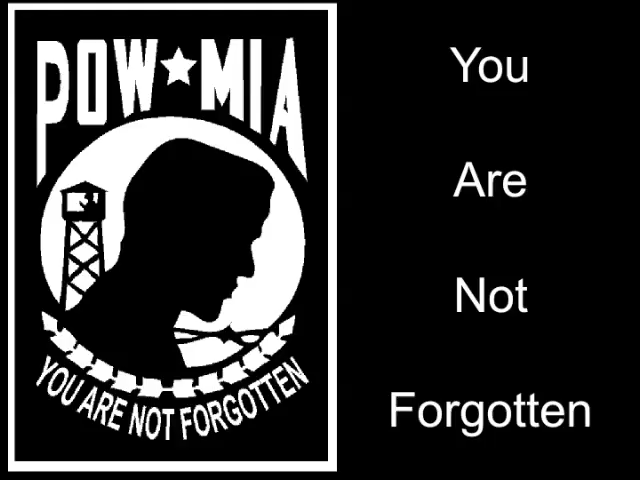 POW★MIA
YOU ARE NOT FORGOTTEN
You
Are
Not
Forgotten